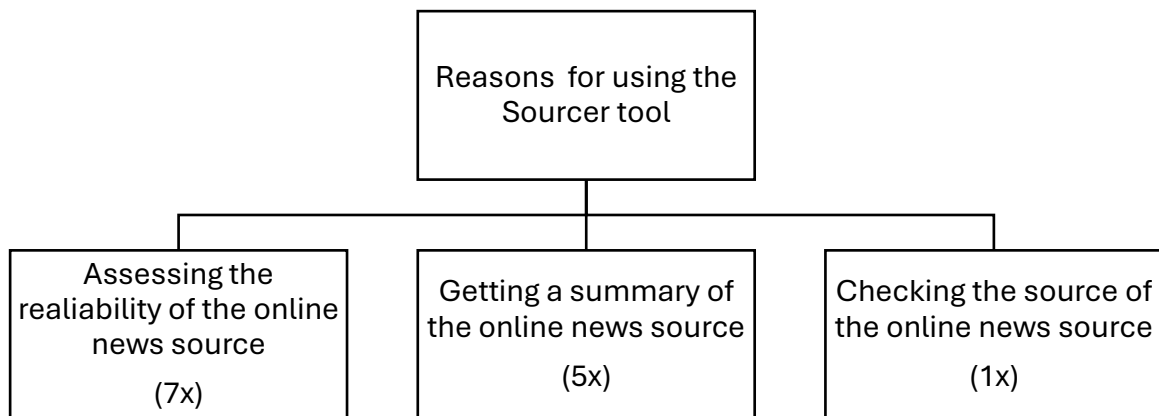 Reasons for using the
Sourcer tool
Assessing the
realiability of the online
news source
(7x)
Getting a summary of
the online news source
(5x)
Checking the source of
the online news source
(1x)